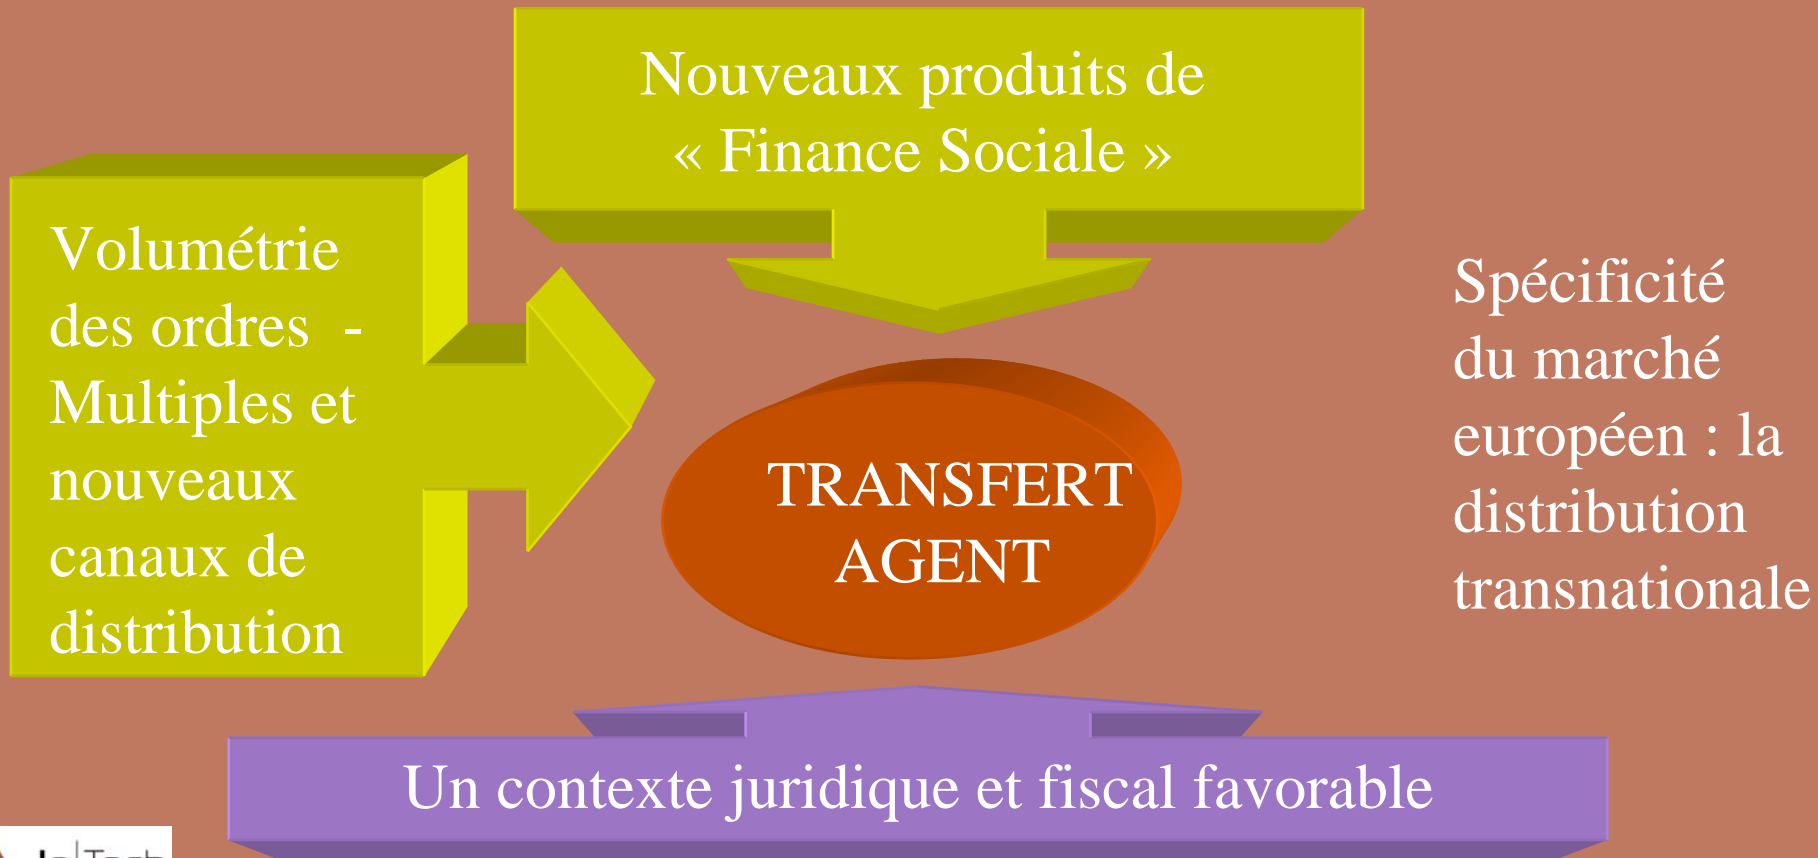 Nouveaux produits de
« Finance Sociale »
Volumétrie
des ordres -
Multiples et
nouveaux
canaux de
distribution
TRANSFERT
AGENT
Spécificité
du marché
européen : la
distribution
transnationale
Un contexte juridique et fiscal favorable